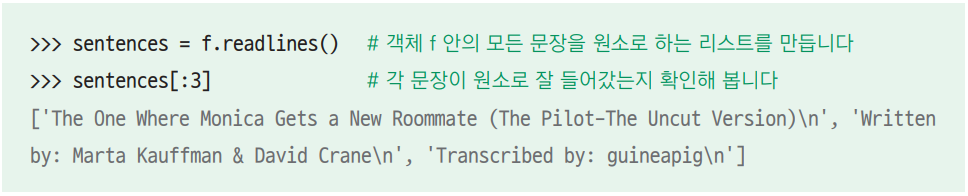 >>> sentences = f.readlines()  # 객체 f 안의 모든 문장을 원소로 하는 리스트를 만듭니다
>>> sentences[:3]  # 각 문장이 원소로 잘 들어갔는지 확인해 봅니다
['The One Where Monica Gets a New Roommate (The Pilot-The Uncut Version)\n', 'Written
by: Marta Kauffman & David Crane\n', 'Transcribed by: guineapig\n']